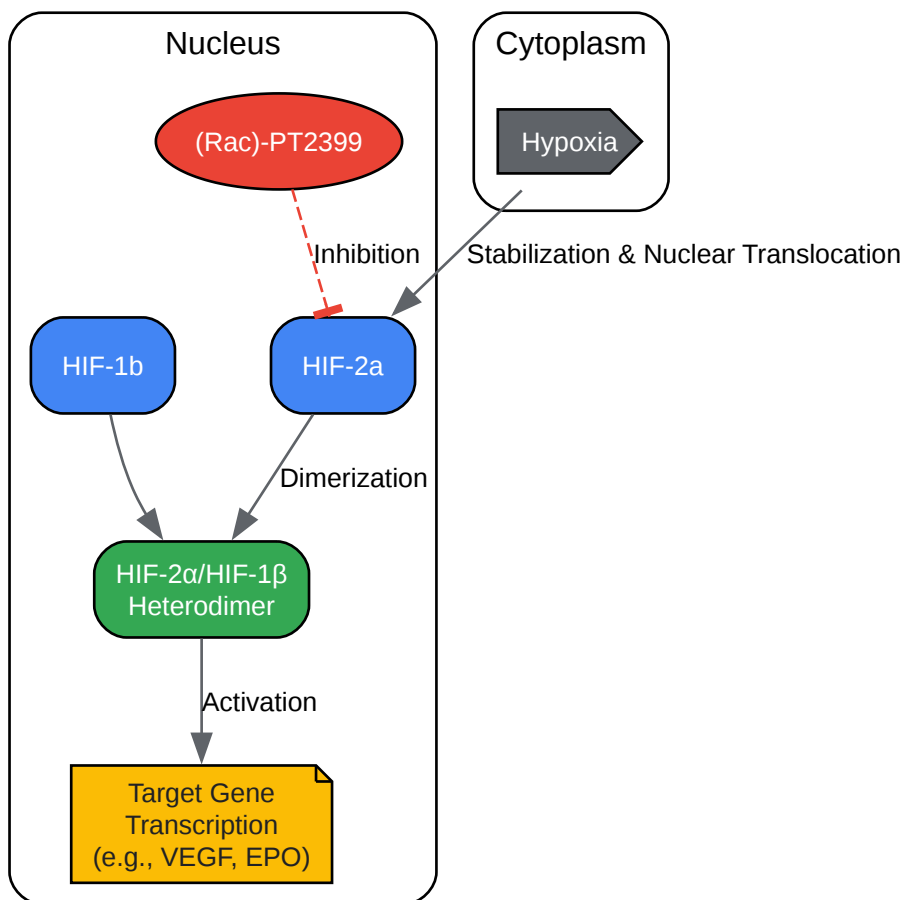 Nucleus
Cytoplasm
(Rac)-PT2399
Hypoxia
Inhibition
Stabilization & Nuclear Translocation
HIF-1b
HIF-2a
Dimerization
HIF-2α/HIF-1β
Heterodimer
Activation
Target Gene
Transcription
(e.g., VEGF, EPO)